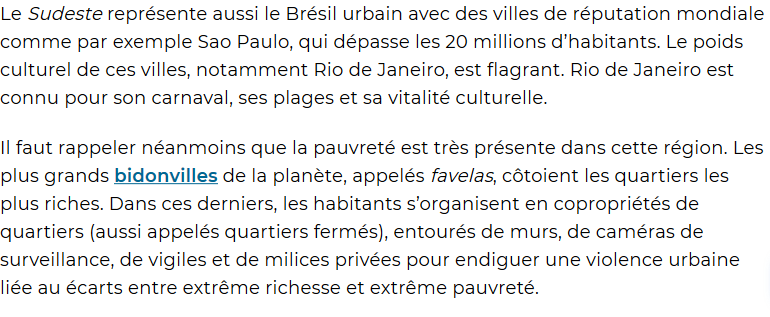 Le Sudeste représente aussi le Brésil urbain avec des villes de réputation mondiale
comme par exemple Sao Paulo, qui dépasse les 20 millions d’habitants. Le poids
culturel de ces villes, notamment Rio de Janeiro, est flagrant. Rio de Janeiro est
connu pour son carnaval, ses plages et sa vitalité culturelle.
Il faut rappeler néanmoins que la pauvreté est très présente dans cette région. Les
plus grands bidonvilles de la planète, appelés favelas, côtoient les quartiers les
plus riches. Dans ces derniers, les habitants s’organisent en copropriétés de
quartiers (aussi appelés quartiers fermés), entourés de murs, de caméras de
surveillance, de vigiles et de milices privées pour endiguer une violence urbaine
liée au écarts entre extrême richesse et extrême pauvreté.